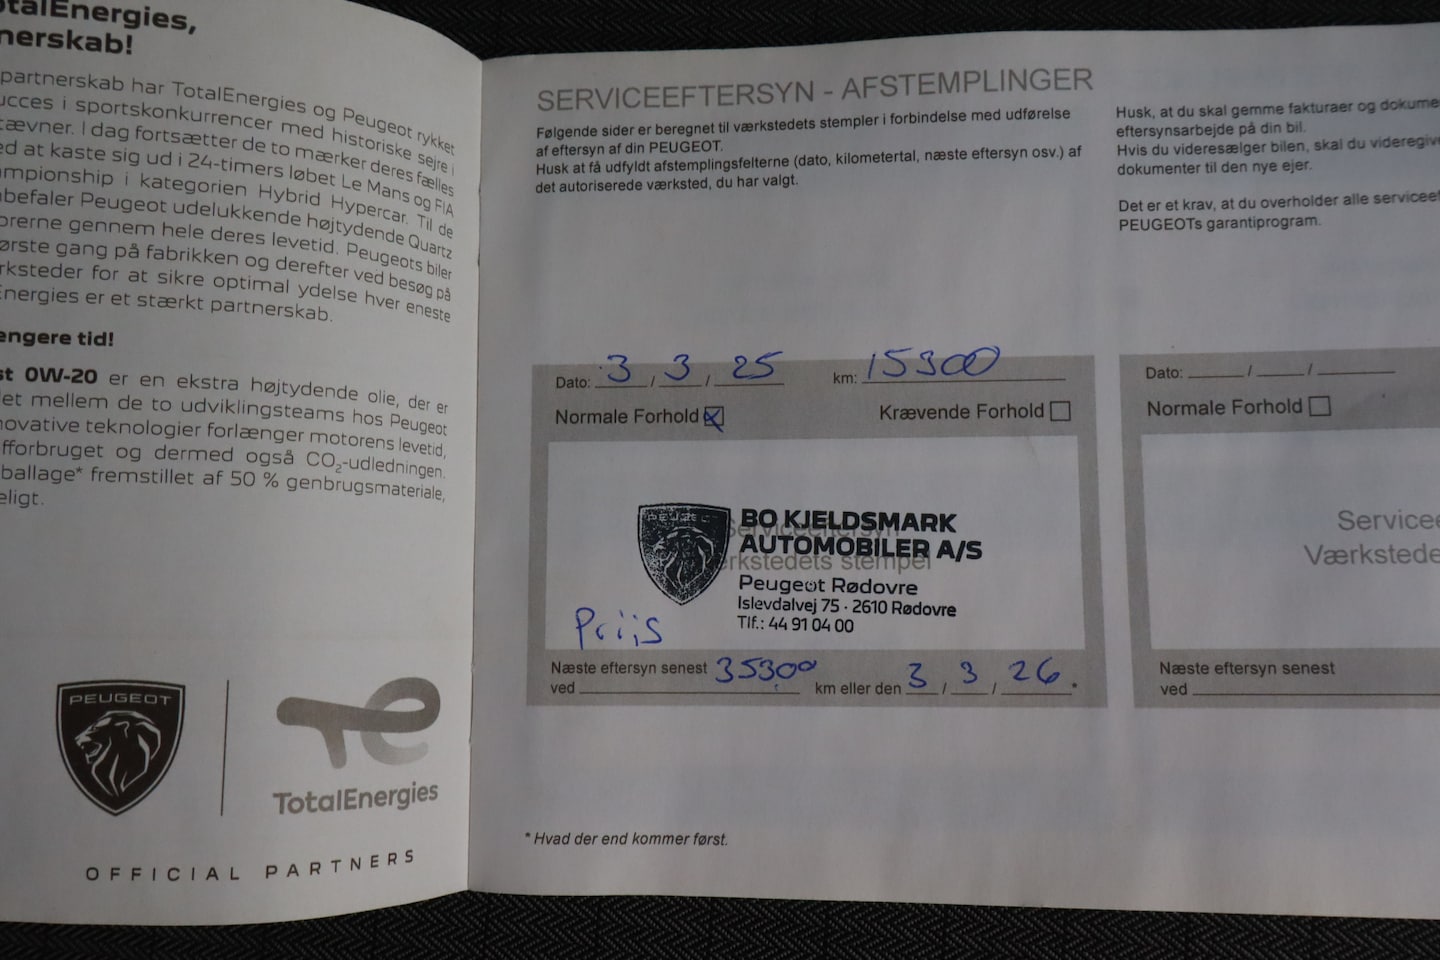 talEnergies,
nerskab!
partnerskab har TotalEnergies og Peugeot rykket
ucces i sportskonkurrencer med historiske sejre i
tævner. I dag fortsætter de to mærker deres fælles
ed at kaste sig ud i 24-timers løbet Le Mans og FIA
mpionship i kategorien Hybrid Hypercar. Til de
nbefaler Peugeot udelukkende højtydende Quartz
orerne gennem hele deres levetid. Peugeots biler
ørste gang på fabrikken og derefter ved besøg på
rksteder for at sikre optimal ydelse hver eneste
Energies er et stærkt partnerskab.
engere tid!
st 0W-20 er en ekstra højtydende olie, der er
let mellem de to udviklingsteams hos Peugeot
novative teknologier forlænger motorens levetid,
fforbruget og dermed også CO₂-udledningen.
ballage* fremstillet af 50 % genbrugsmateriale,
eligt.
PEUGEOT
TotalEnergies
OFFICIAL PARTNERS
SERVICEEFTERSYN - AFSTEMPLINGER
Følgende sider er beregnet til værkstedets stempler i forbindelse med udførelse
af eftersyn af din PEUGEOT.
Husk at få udfyldt afstemplingsfelterne (dato, kilometertal, næste eftersyn osv.) af
det autoriserede værksted, du har valgt.
Dato: 3 / 3 / 25 km: 15300
Normale Forhold Krævende Forhold
Serviceeftersyn
rkstedets stempel
PEUGEOT
BO KJELDSMARK
AUTOMOBILER A/S
Peugeot Rødovre
Islevdalvej 75 · 2610 Rødovre
Tlf.: 44 91 04 00
Næste eftersyn senest
ved 35300 km eller den 3 / 3 / 26 *
* Hvad der end kommer først.
Husk, at du skal gemme fakturaer og dokume
eftersynsarbejde på din bil.
Hvis du videresælger bilen, skal du videregive
dokumenter til den nye ejer.
Det er et krav, at du overholder alle serviceef
PEUGEOTs garantiprogram.
Dato: / /
Normale Forhold
Servicee
Værkstede
Næste eftersyn senest
ved